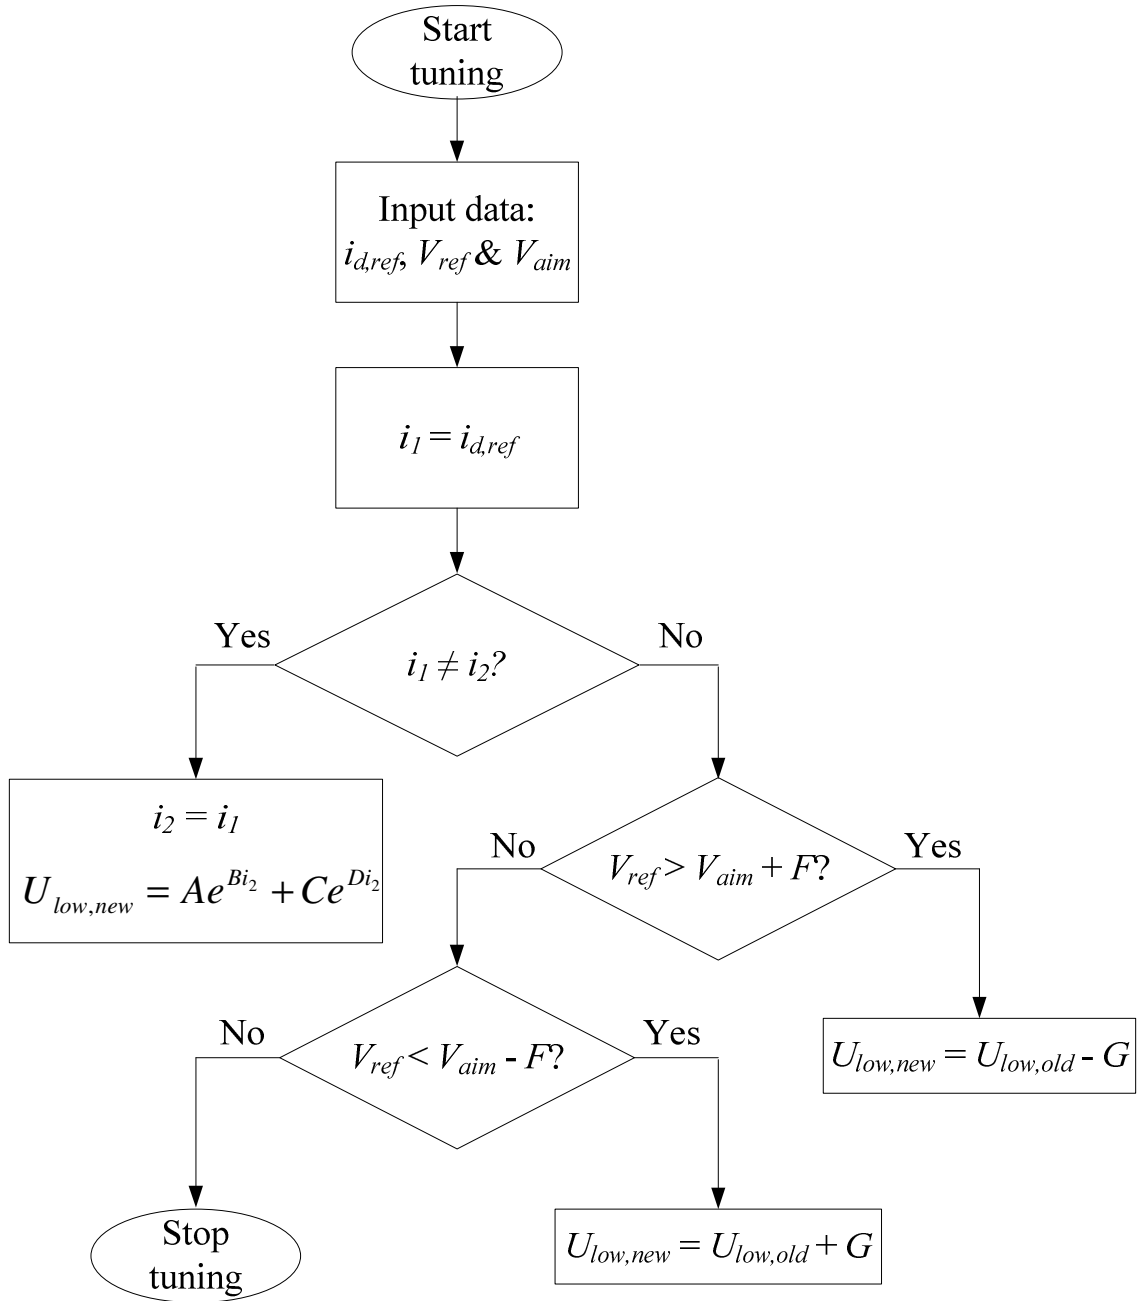 Start
tuning
Input data:
i_{d,ref}, V_{ref} & V_{aim}
i_1 = i_{d,ref}
Yes
No
i_1 ≠ i_2?
i_2 = i_1
U_{low,new} = Ae^{Bi_2} + Ce^{Di_2}
No
Yes
V_{ref} > V_{aim} + F?
No
Yes
V_{ref} < V_{aim} - F?
U_{low,new} = U_{low,old} - G
Stop
tuning
U_{low,new} = U_{low,old} + G